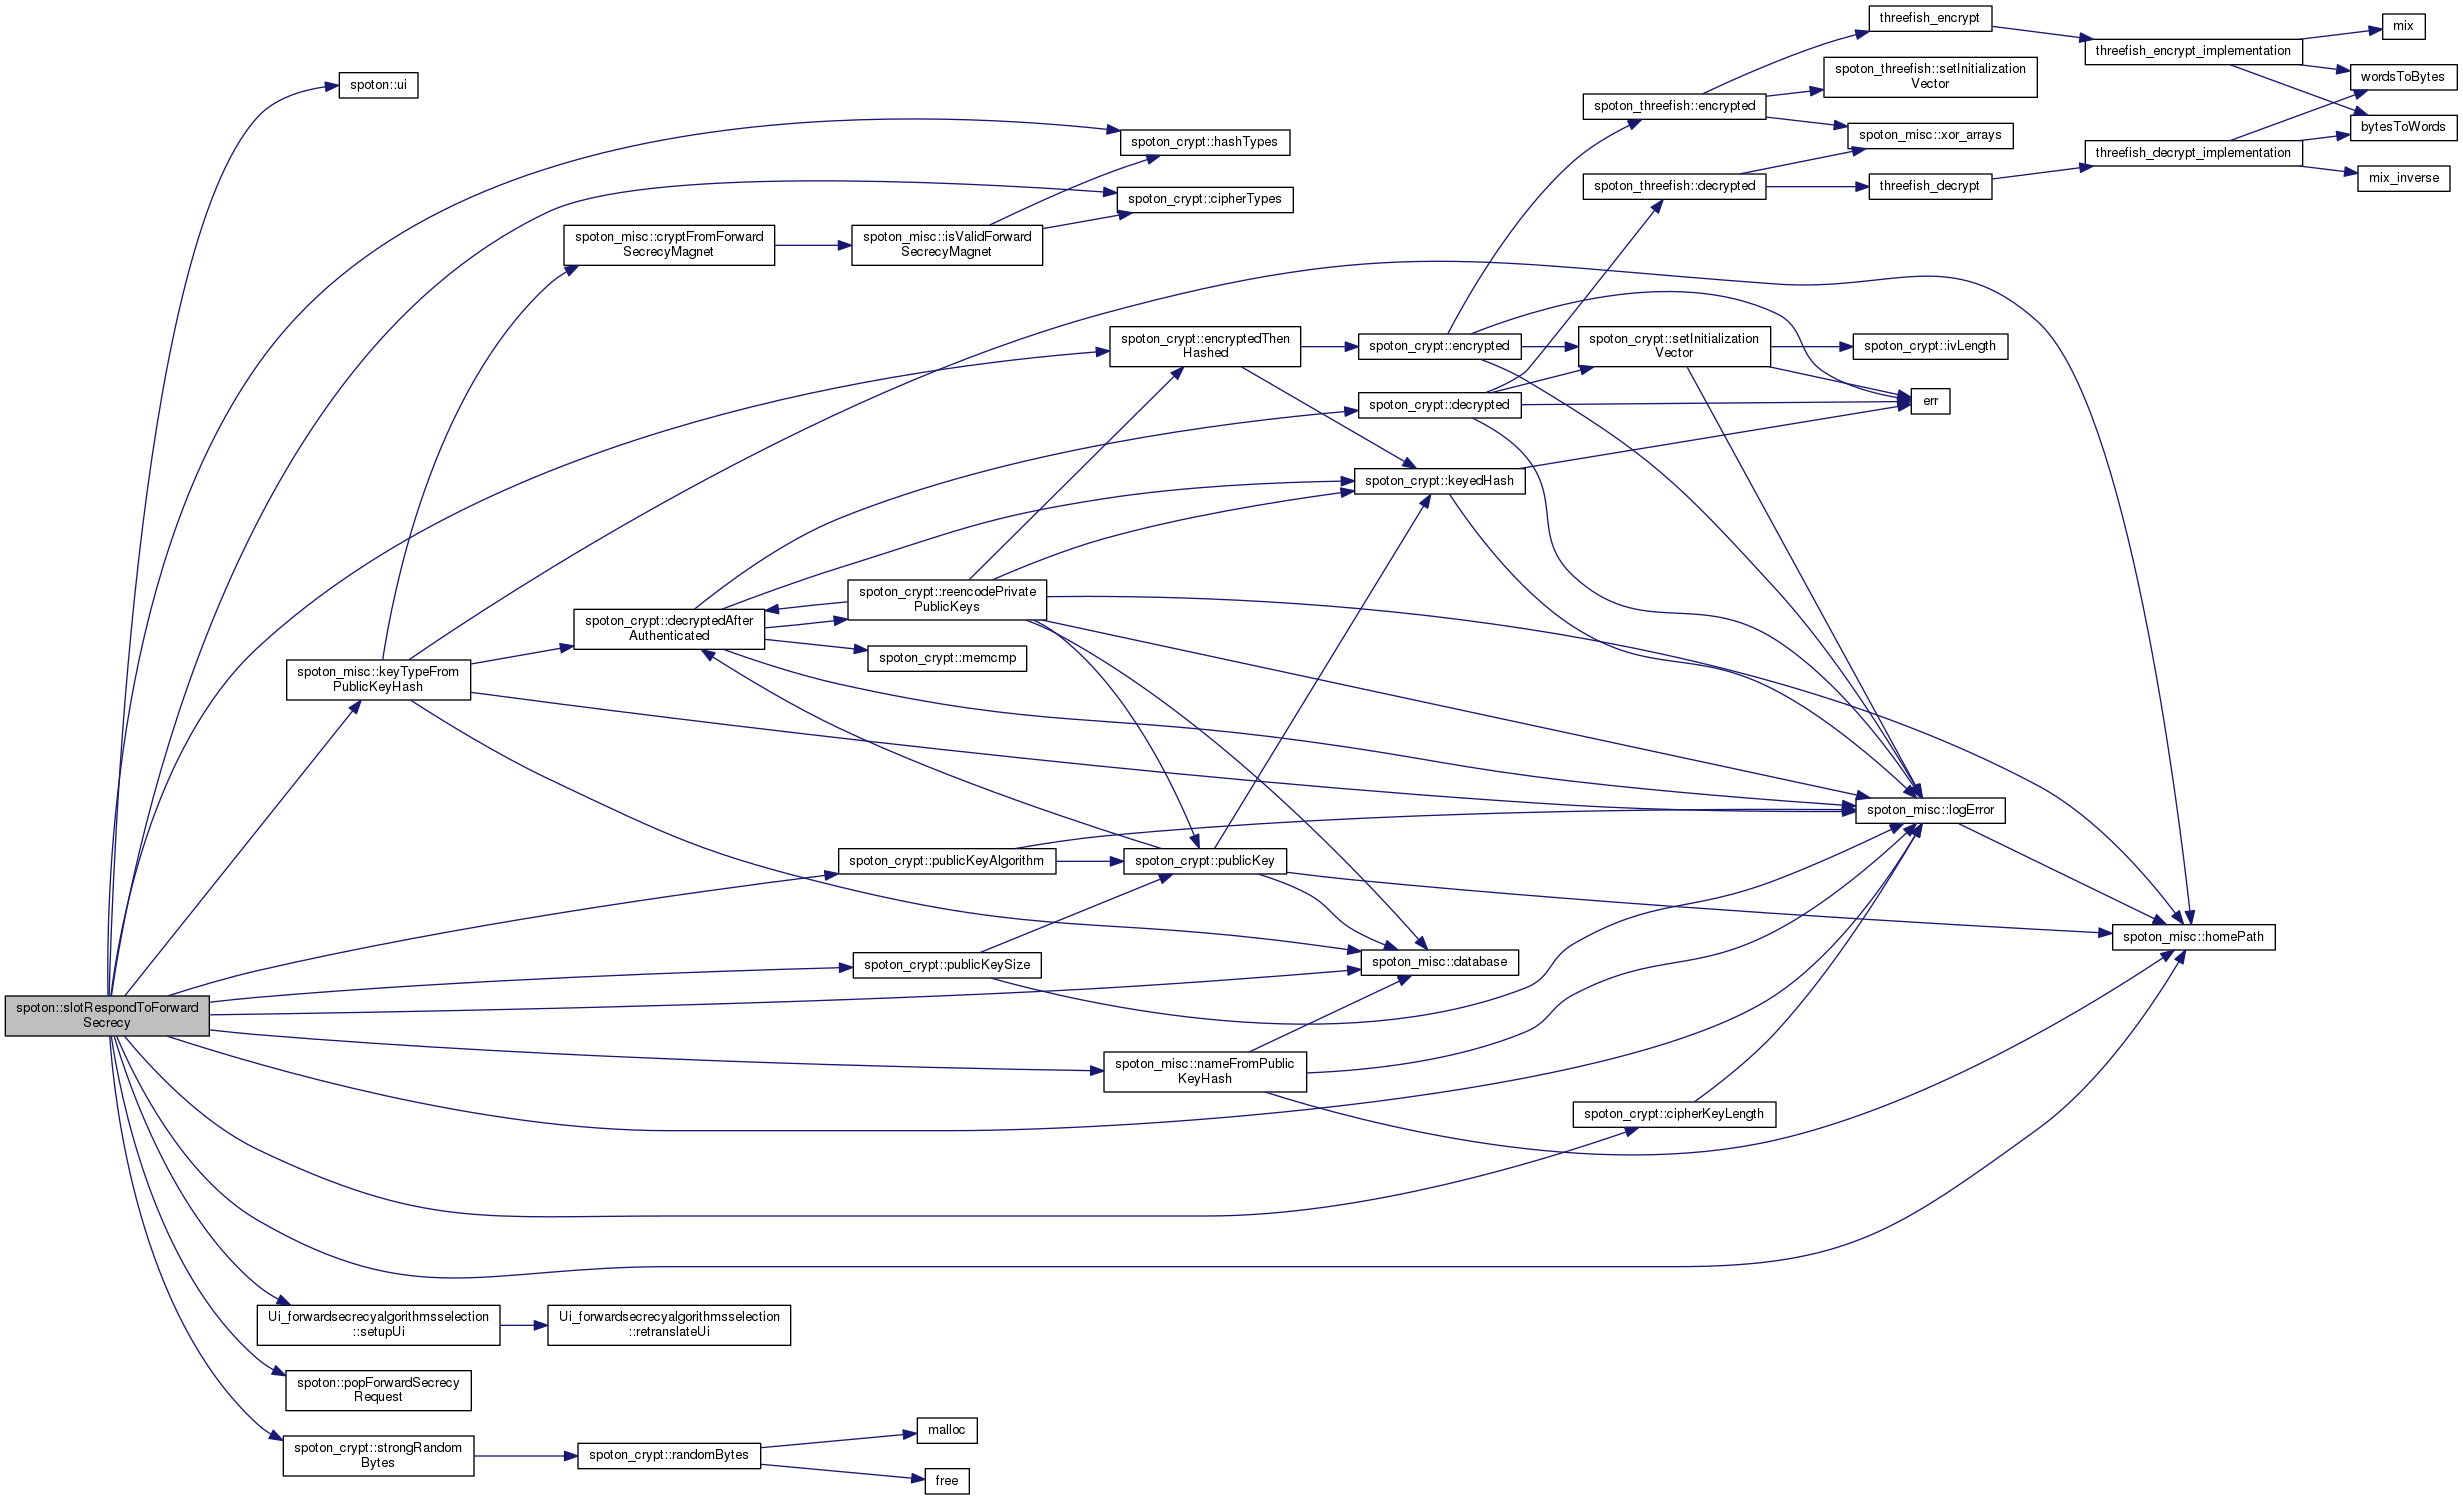 threefish_encrypt
mix
threefish_encrypt_implementation
spoton_threefish::setInitialization
Vector
wordsToBytes
spoton::ui
spoton_threefish::encrypted
bytesToWords
spoton_misc::xor_arrays
spoton_crypt::hashTypes
threefish_decrypt_implementation
mix_inverse
spoton_threefish::decrypted
threefish_decrypt
spoton_crypt::cipherTypes
spoton_misc::cryptFromForward
SecrecyMagnet
spoton_misc::isValidForward
SecrecyMagnet
spoton_crypt::encryptedThen
Hashed
spoton_crypt::encrypted
spoton_crypt::setInitialization
Vector
spoton_crypt::ivLength
spoton_crypt::decrypted
err
spoton_crypt::keyedHash
spoton_crypt::reencodePrivate
PublicKeys
spoton_crypt::decryptedAfter
Authenticated
spoton_crypt::memcmp
spoton_misc::keyTypeFrom
PublicKeyHash
spoton_misc::logError
spoton_crypt::publicKeyAlgorithm
spoton_crypt::publicKey
spoton_misc::homePath
spoton_crypt::publicKeySize
spoton_misc::database
spoton::slotRespondToForward
Secrecy
spoton_misc::nameFromPublic
KeyHash
spoton_crypt::cipherKeyLength
Ui_forwardsecrecyalgorithmsselection
::setupUi
Ui_forwardsecrecyalgorithmsselection
::retranslateUi
spoton::popForwardSecrecy
Request
spoton_crypt::strongRandom
Bytes
spoton_crypt::randomBytes
malloc
free